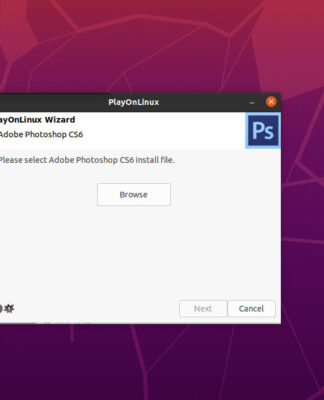 PlayOnLinux
ayOnLinux Wizard
Adobe Photoshop CS6
Ps
Please select Adobe Photoshop CS6 install file.
Browse
Next
Cancel